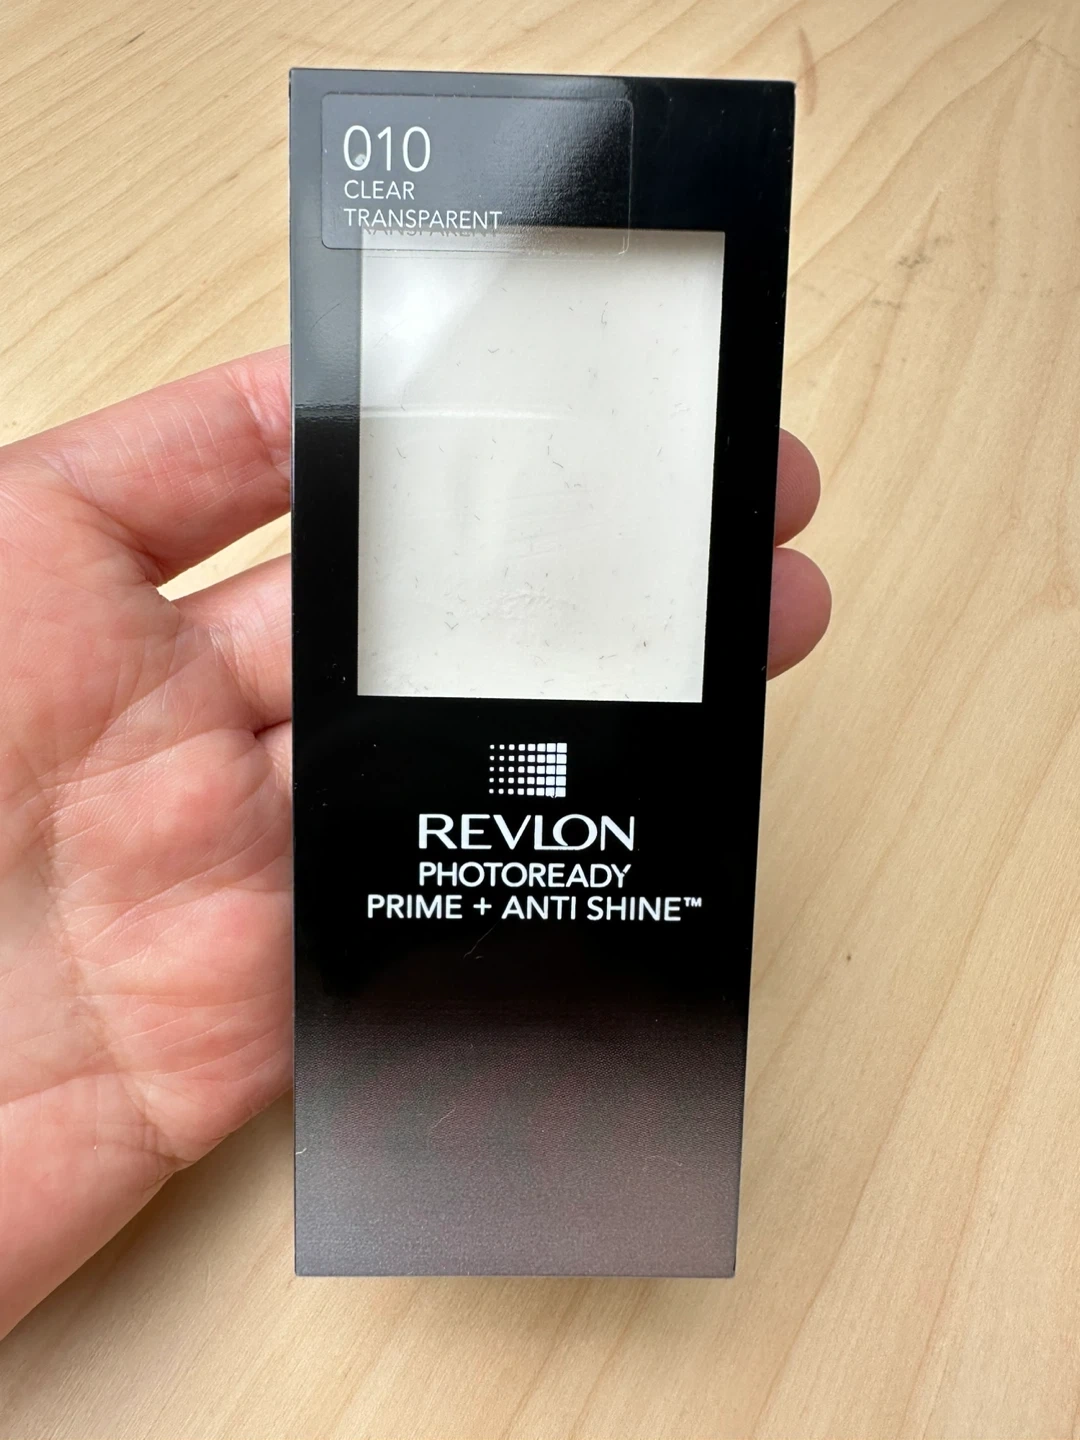 010
CLEAR
TRANSPARENT
REVLON
PHOTOREADY
PRIME + ANTI SHINE™